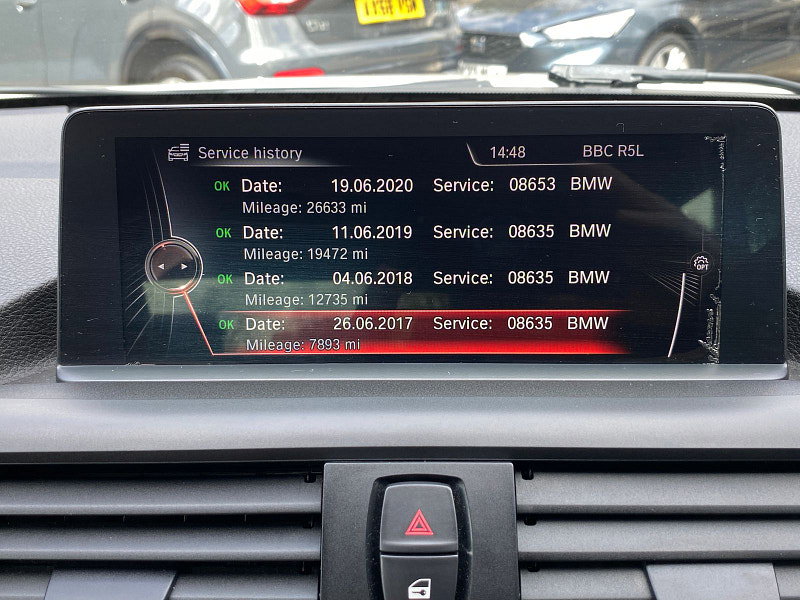 Service history 14:48 BBC R5L
OK Date: 19.06.2020 Service: 08653 BMW
Mileage: 26633 mi
OK Date: 11.06.2019 Service: 08635 BMW
Mileage: 19472 mi
OK Date: 04.06.2018 Service: 08635 BMW
Mileage: 12735 mi
OPT
OK Date: 26.06.2017 Service: 08635 BMW
Mileage: 7893 mi